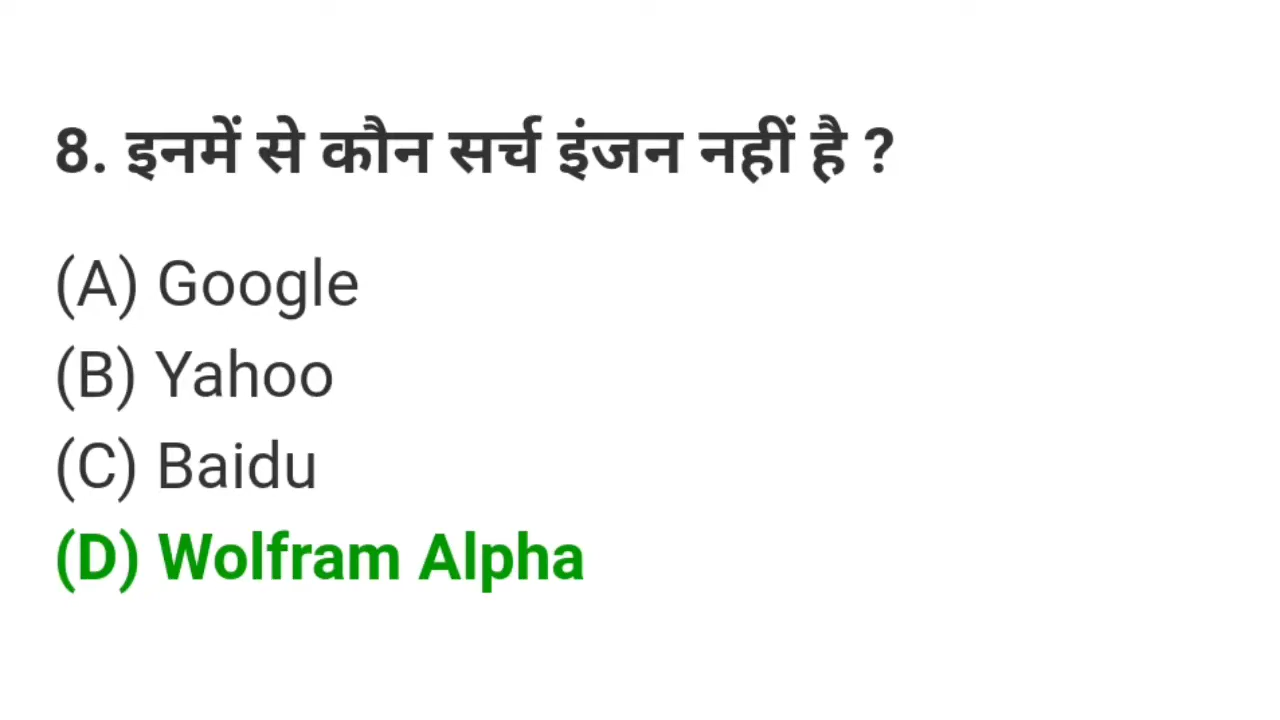 8. इनमें से कौन सर्च इंजन नहीं है ?
(A) Google
(B) Yahoo
(C) Baidu
(D) Wolfram Alpha